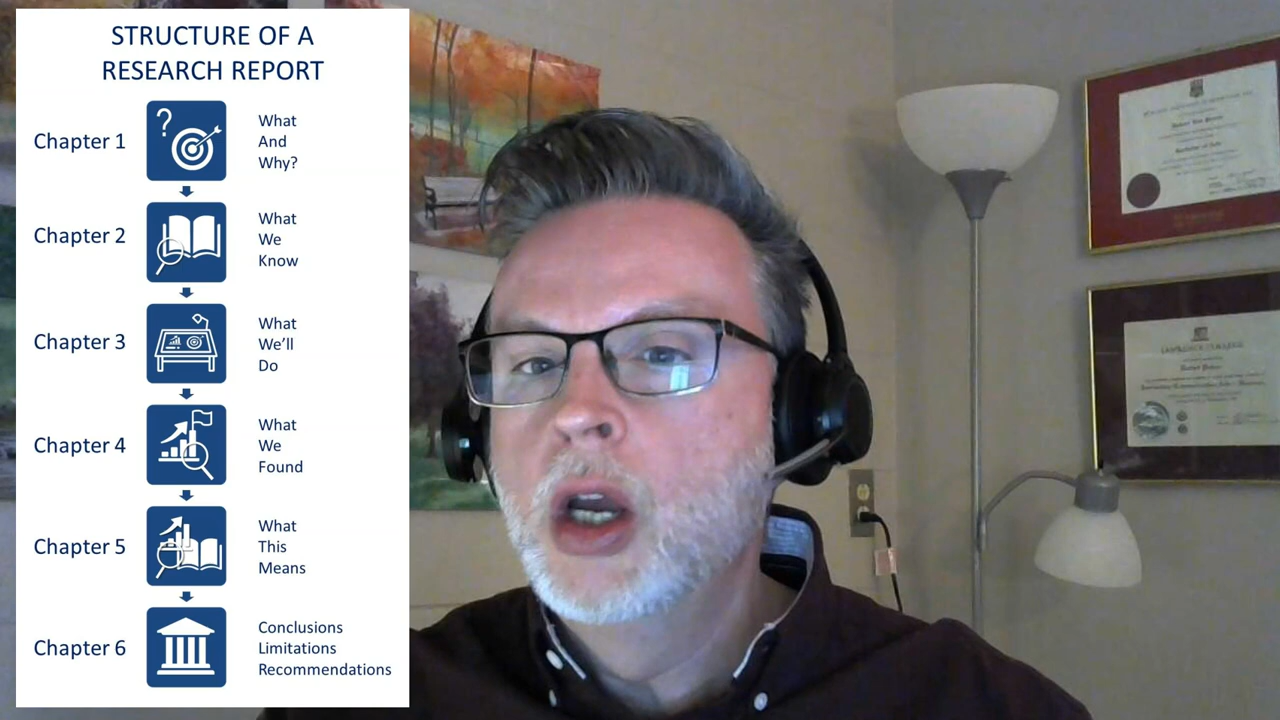 STRUCTURE OF A
RESEARCH REPORT
Chapter 1
What
And
Why?
Chapter 2
What
We
Know
Chapter 3
What
We'll
Do
Chapter 4
What
We
Found
Chapter 5
What
This
Means
Chapter 6
Conclusions
Limitations
Recommendations